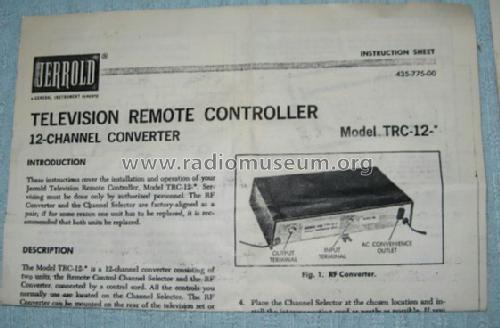 JERROLD
®
a GENERAL INSTRUMENT company
INSTRUCTION SHEET
435-775-00
TELEVISION REMOTE CONTROLLER
12-CHANNEL CONVERTER
Model TRC-12-*
www.radiomuseum.org
INTRODUCTION
These instructions cover the installation and operation of your
Jerrold Television Remote Controller, Model TRC-12-*. Ser-
vicing must be done only by authorized personnel. The RF
Converter and the Channel Selector are factory-aligned as a
pair; if for some reason one unit has to be replaced, it is rec-
ommended that both units be replaced.
DESCRIPTION
The Model TRC-12-* is a 12-channel converter consisting of
two units, the Remote Control Channel Selector and the RF
Converter, connected by a control cord. All the controls you
normally use are located on the Channel Selector. The RF
Converter can be mounted on the rear of the television set or
OUTPUT
TERMINAL
INPUT
TERMINAL
AC CONVENIENCE
OUTLET
Fig. 1. RF Converter.
4. Place the Channel Selector at the chosen location and in-